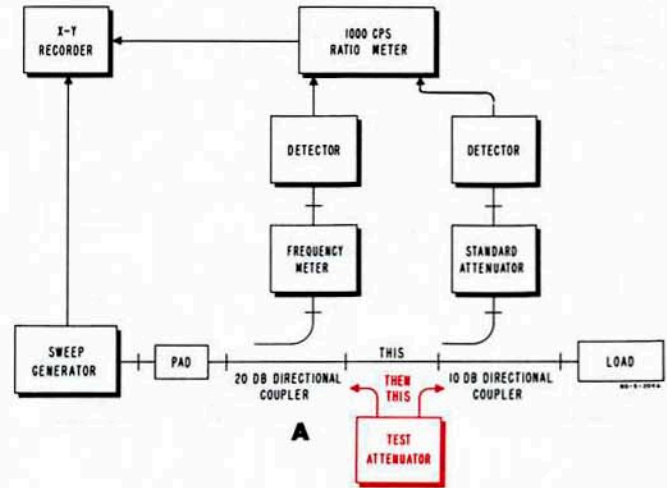 X-Y
RECORDER
1000 CPS
RATIO METER
DETECTOR
DETECTOR
FREQUENCY
METER
STANDARD
ATTENUATOR
SWEEP
GENERATOR
PAD
THIS
LOAD
20 DB DIRECTIONAL
COUPLER
THEN
THIS
10 DB DIRECTIONAL
COUPLER
A
TEST
ATTENUATOR